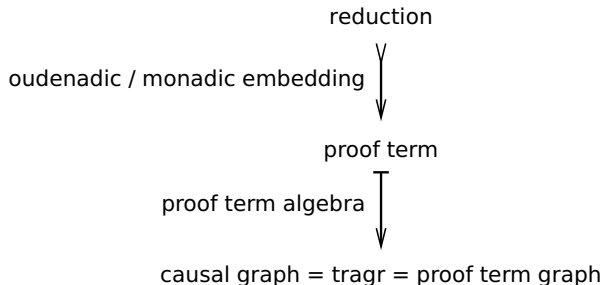 reduction
oudenadic / monadic embedding
proof term
proof term algebra
causal graph = tragr = proof term graph